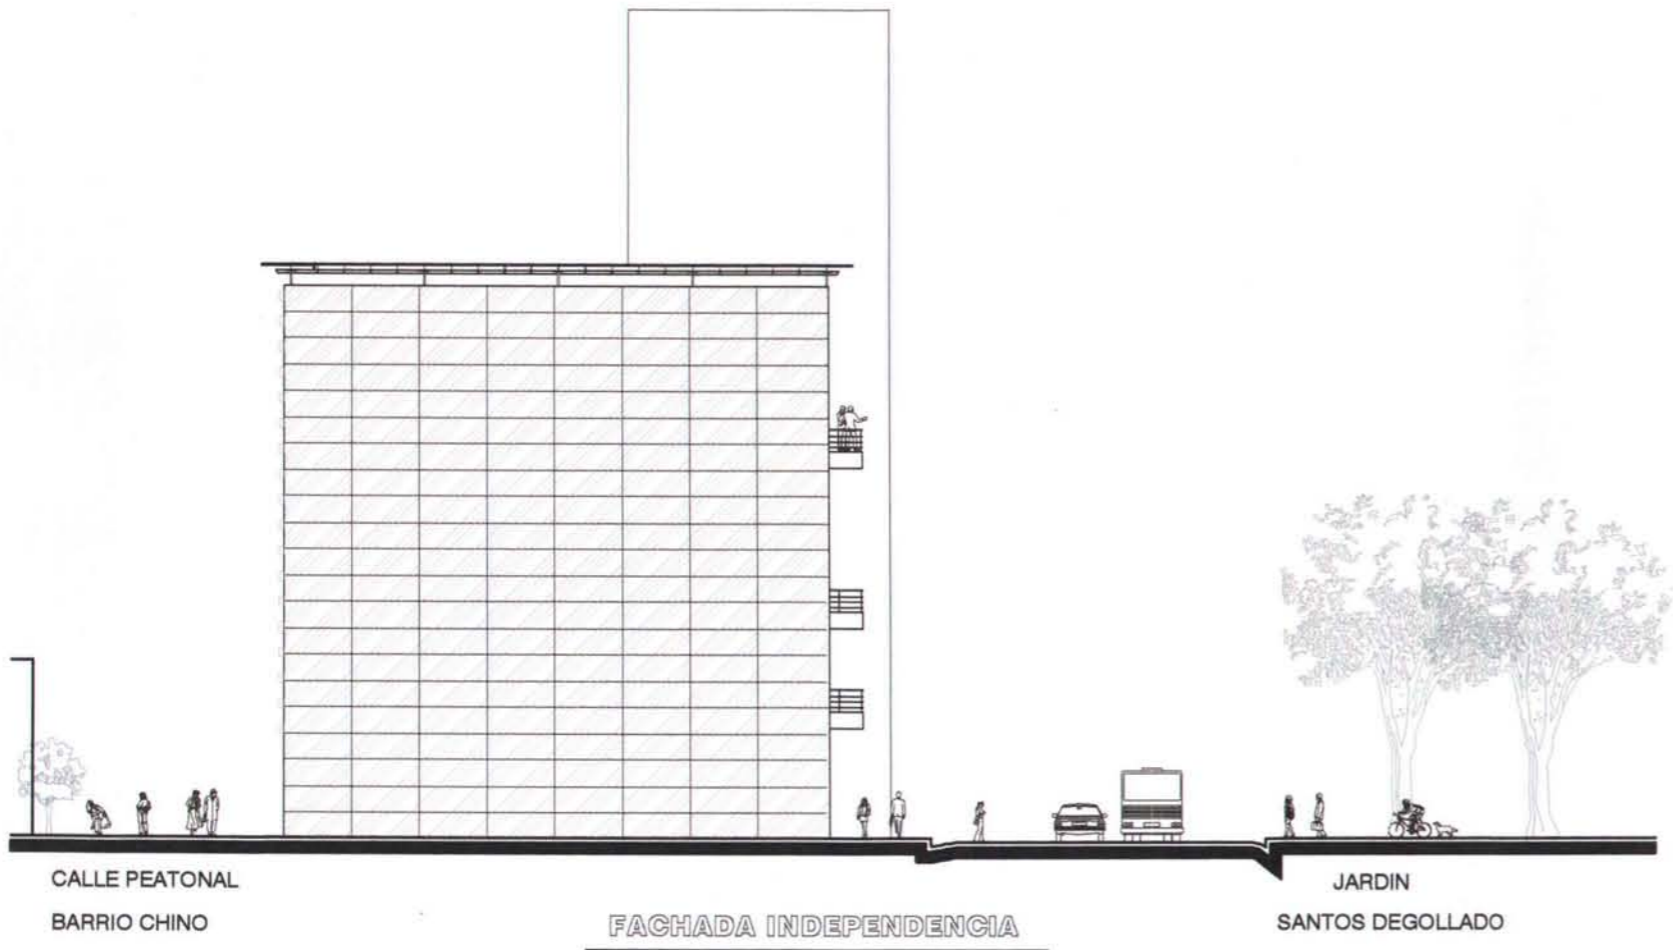 CALLE PEATONAL
BARRIO CHINO
FACHADA INDEPENDENCIA
JARDIN
SANTOS DEGOLLADO